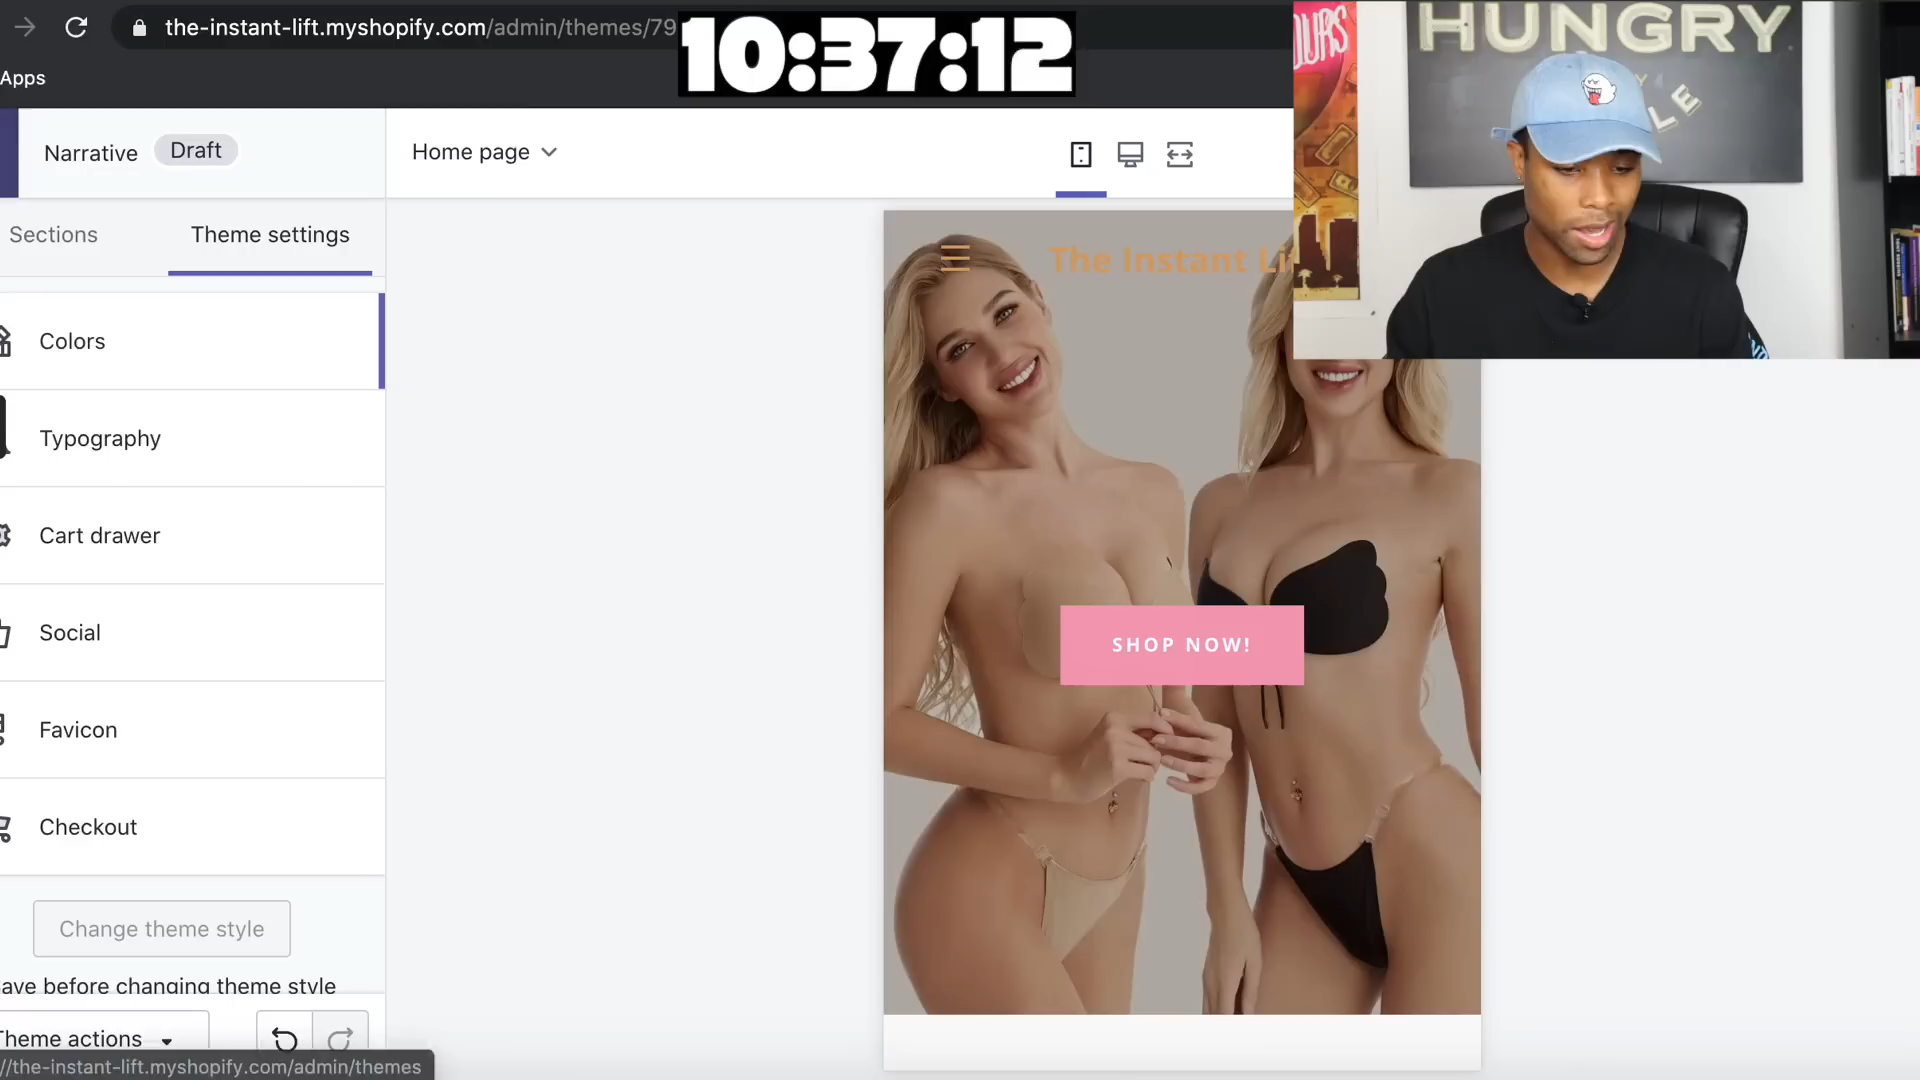 the-instant-lift.myshopify.com/admin/themes/79
10:37:12
Apps
HUNGRY
Narrative
Draft
Home page
Sections
Theme settings
The Instant Li
Colors
Typography
Cart drawer
Social
Favicon
Checkout
SHOP NOW!
Change theme style
ave before changing theme style
Theme actions
//the-instant-lift.myshopify.com/admin/themes